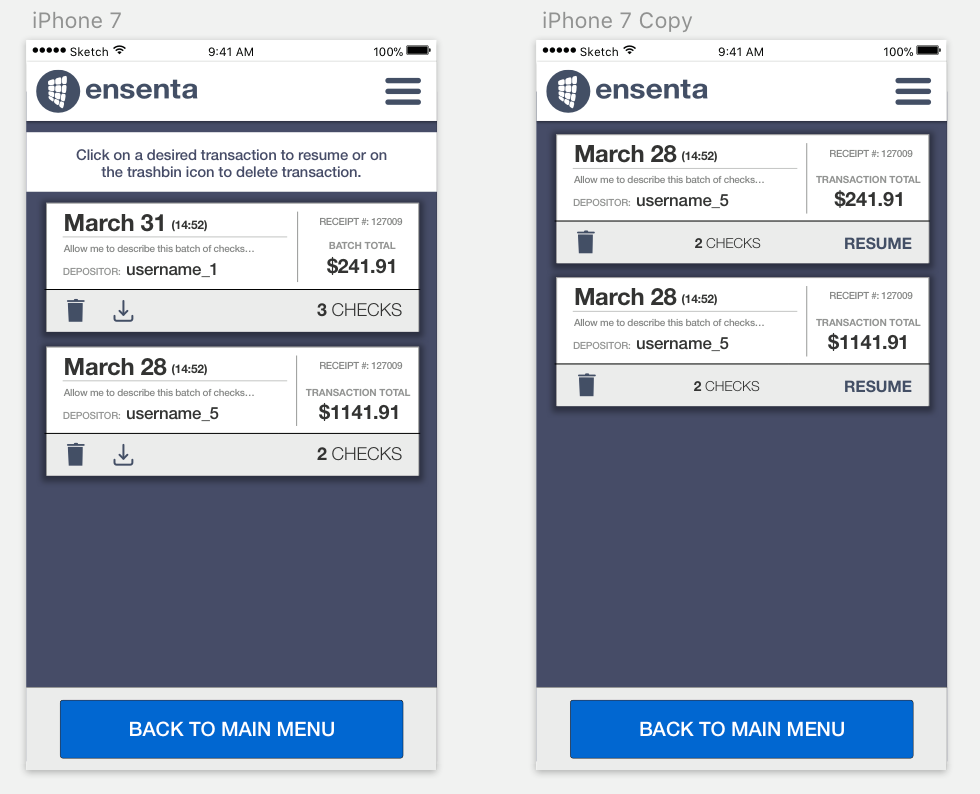 iPhone 7
Sketch 9:41 AM 100%
ensenta
Click on a desired transaction to resume or on
the trashbin icon to delete transaction.
March 31 (14:52)
RECEIPT #: 127009
Allow me to describe this batch of checks...
BATCH TOTAL
DEPOSITOR: username_1
$241.91
3 CHECKS
March 28 (14:52)
RECEIPT #: 127009
Allow me to describe this batch of checks...
TRANSACTION TOTAL
DEPOSITOR: username_5
$1141.91
2 CHECKS
BACK TO MAIN MENU
iPhone 7 Copy
Sketch 9:41 AM 100%
ensenta
March 28 (14:52)
RECEIPT #: 127009
Allow me to describe this batch of checks...
TRANSACTION TOTAL
DEPOSITOR: username_5
$241.91
2 CHECKS RESUME
March 28 (14:52)
RECEIPT #: 127009
Allow me to describe this batch of checks...
TRANSACTION TOTAL
DEPOSITOR: username_5
$1141.91
2 CHECKS RESUME
BACK TO MAIN MENU